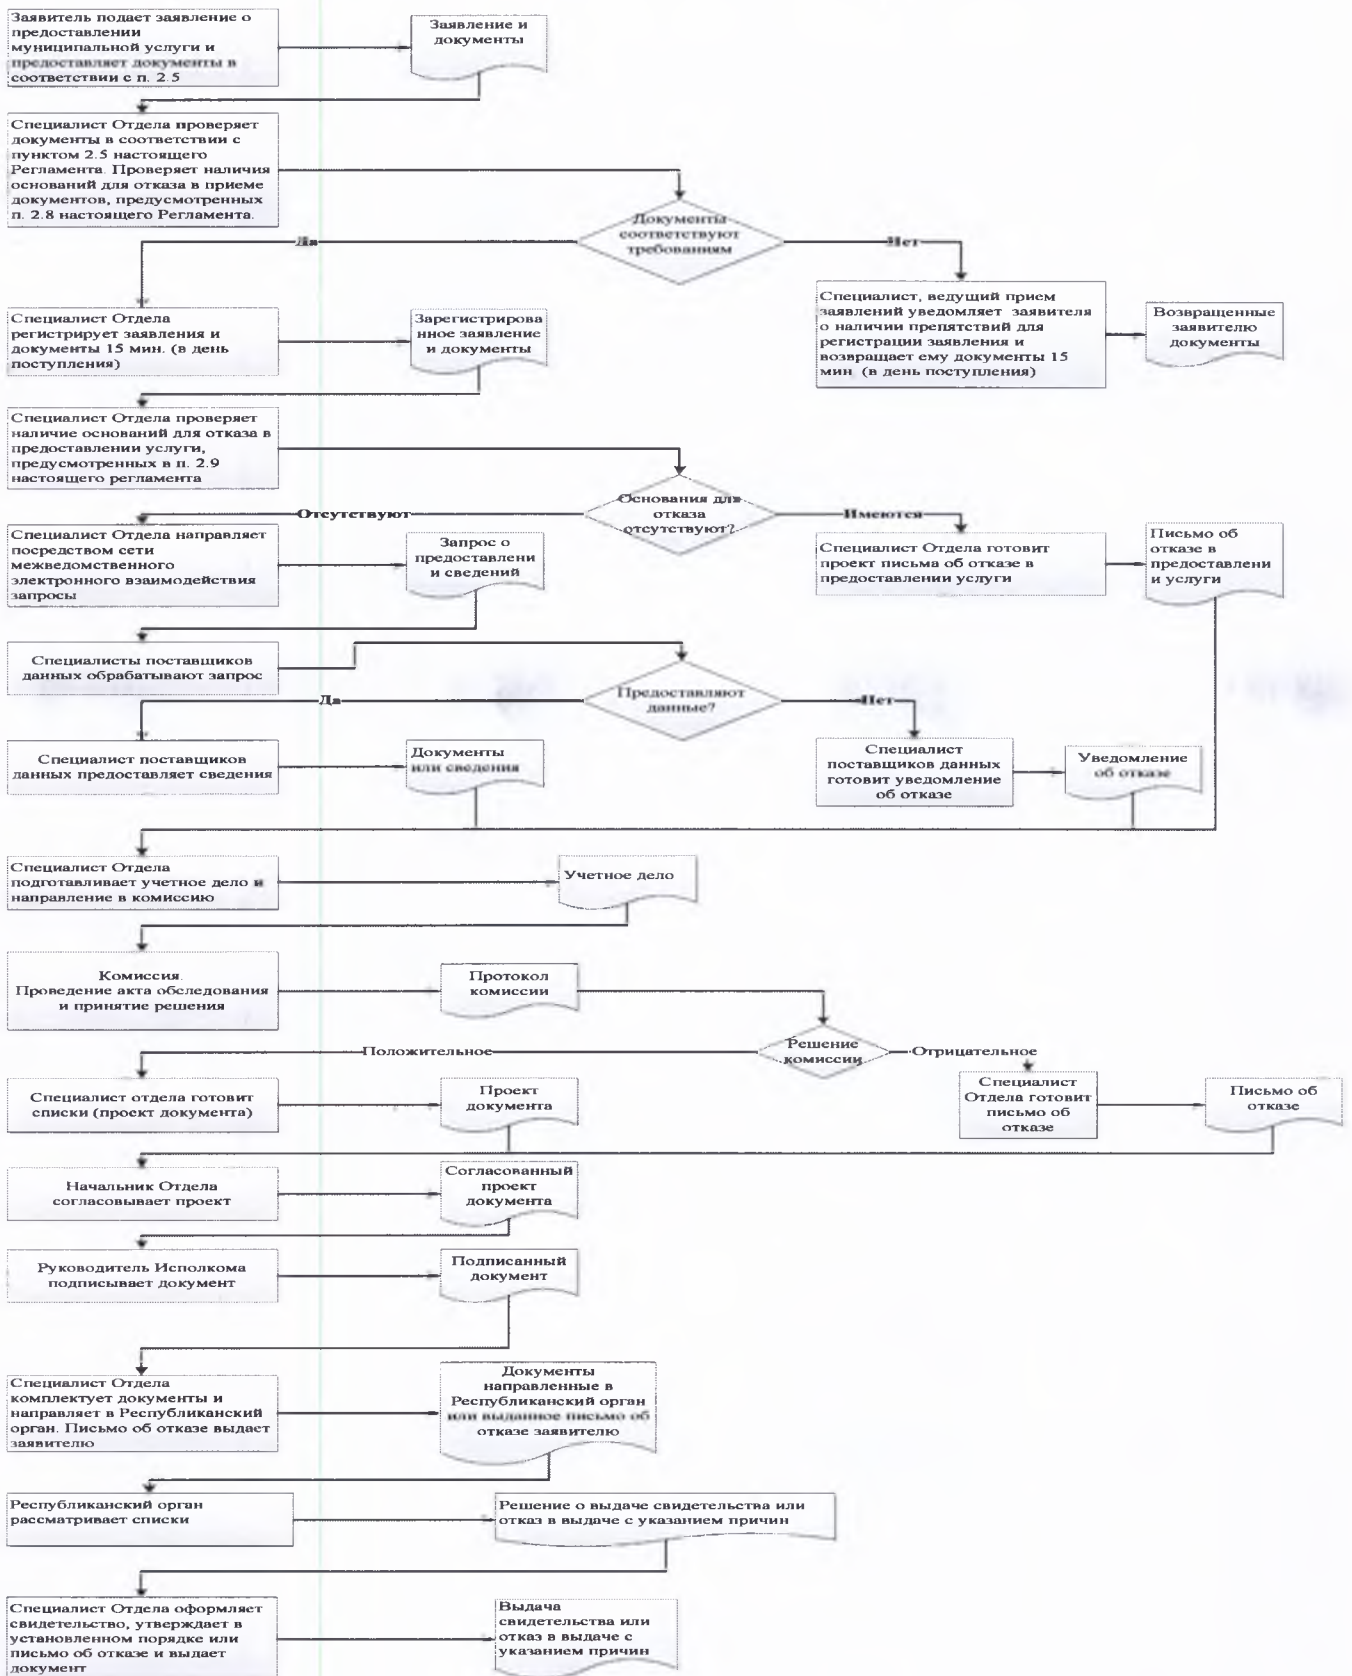 Заявитель подает заявление о
предоставлении
муниципальной услуги и
предоставляет документы в
соответствии с п. 2.5
Заявление и
документы
Специалист Отдела проверяет
документы в соответствии с
пунктом 2.5 настоящего
Регламента. Проверяет наличия
оснований для отказа в приеме
документов, предусмотренных
п. 2.8 настоящего Регламента.
Документы
соответствуют
требованиям
Да
Нет
Специалист Отдела
регистрирует заявления и
документы 15 мин. (в день
поступления)
Зарегистрирова
нное заявление
и документы
Специалист, ведущий прием
заявлений уведомляет заявителя
о наличии препятствий для
регистрации заявления и
возвращает ему документы 15
мин (в день поступления)
Возвращенные
заявителю
документы
Специалист Отдела проверяет
наличие оснований для отказа в
предоставлении услуги,
предусмотренных в п. 2.9
настоящего регламента
Основания для
отказа
отсутствуют?
Отсутствуют
Имеются
Специалист Отдела направляет
посредством сети
межведомственного
электронного взаимодействия
запросы
Запрос о
предоставлени
и сведений
Специалист Отдела готовит
проект письма об отказе в
предоставлении услуги
Письмо об
отказе в
предоставлени
и услуги
Специалисты поставщиков
данных обрабатывают запрос
Предоставляют
данные?
Да
Нет
Специалист поставщиков
данных предоставляет сведения
Документы
или сведения
Специалист
поставщиков данных
готовит уведомление
об отказе
Уведомление
об отказе
Специалист Отдела
подготавливает учетное дело и
направление в комиссию
Учетное дело
Комиссия.
Проведение акта обследования
и принятие решения
Протокол
комиссии
Решение
комиссии
Положительное
Отрицательное
Специалист отдела готовит
списки (проект документа)
Проект
документа
Специалист
Отдела готовит
письмо об
отказе
Письмо об
отказе
Начальник Отдела
согласовывает проект
Согласованный
проект
документа
Руководитель Исполкома
подписывает документ
Подписанный
документ
Специалист Отдела
комплектует документы и
направляет в Республиканский
орган. Письмо об отказе выдает
заявителю
Документы
направленные в
Республиканский орган
или выданное письмо об
отказе заявителю
Республиканский орган
рассматривает списки
Решение о выдаче свидетельства или
отказ в выдаче с указанием причин
Специалист Отдела оформляет
свидетельство, утверждает в
установленном порядке или
письмо об отказе и выдает
документ
Выдача
свидетельства или
отказ в выдаче с
указанием причин